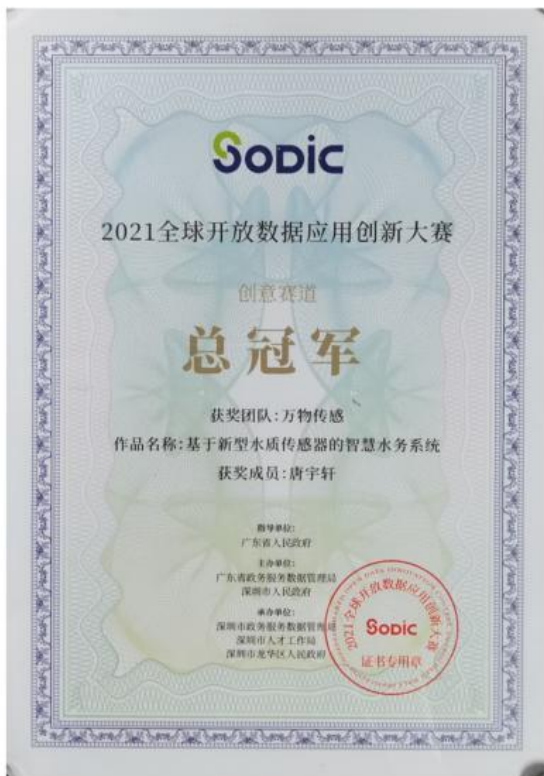 SODiC
2021全球开放数据应用创新大赛
创意赛道
总冠军
获奖团队:万物传感
作品名称:基于新型水质传感器的智慧水务系统
获奖成员:唐宇轩
指导单位:
广东省人民政府
主办单位:
广东省政务服务数据管理局
深圳市人民政府
承办单位:
深圳市政务服务数据管理局
深圳市人才工作局
深圳市龙华区人民政府
2021全球开放数据应用创新大赛
SODiC
证书专用章